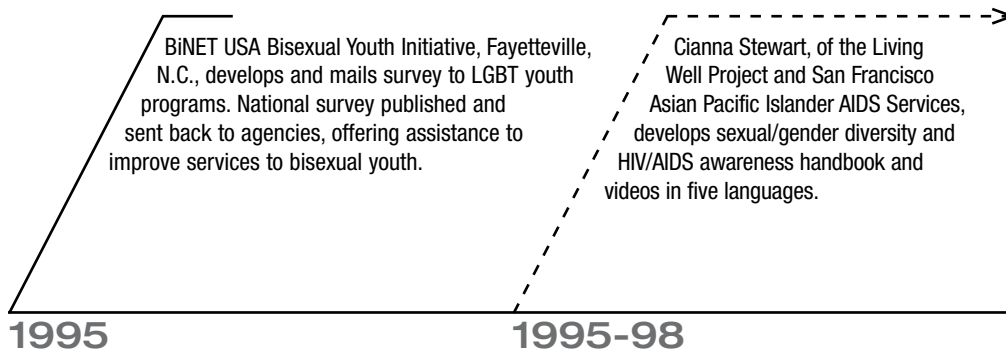 BiNET USA Bisexual Youth Initiative, Fayetteville,
N.C., develops and mails survey to LGBT youth
programs. National survey published and
sent back to agencies, offering assistance to
improve services to bisexual youth.
Cianna Stewart, of the Living
Well Project and San Francisco
Asian Pacific Islander AIDS Services,
develops sexual/gender diversity and
HIV/AIDS awareness handbook and
videos in five languages.
1995
1995-98